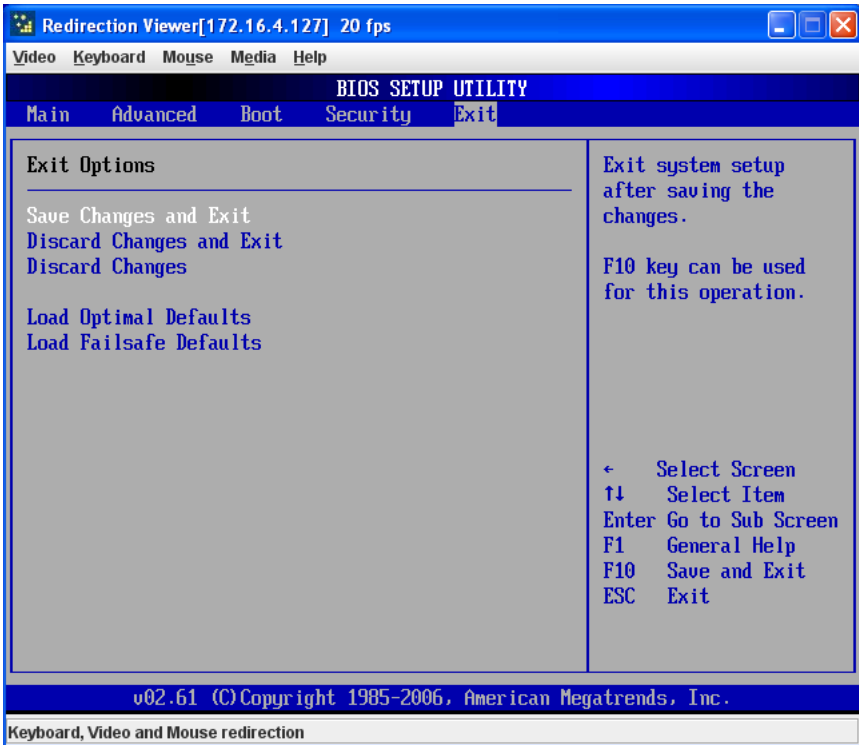 Redirection Viewer[172.16.4.127] 20 fps
Video Keyboard Mouse Media Help
BIOS SETUP UTILITY
Main Advanced Boot Security Exit
Exit Options
Save Changes and Exit
Discard Changes and Exit
Discard Changes
Load Optimal Defaults
Load Failsafe Defaults
Exit system setup
after saving the
changes.
F10 key can be used
for this operation.
← Select Screen
↑↓ Select Item
Enter Go to Sub Screen
F1 General Help
F10 Save and Exit
ESC Exit
v02.61 (C)Copyright 1985-2006, American Megatrends, Inc.
Keyboard, Video and Mouse redirection